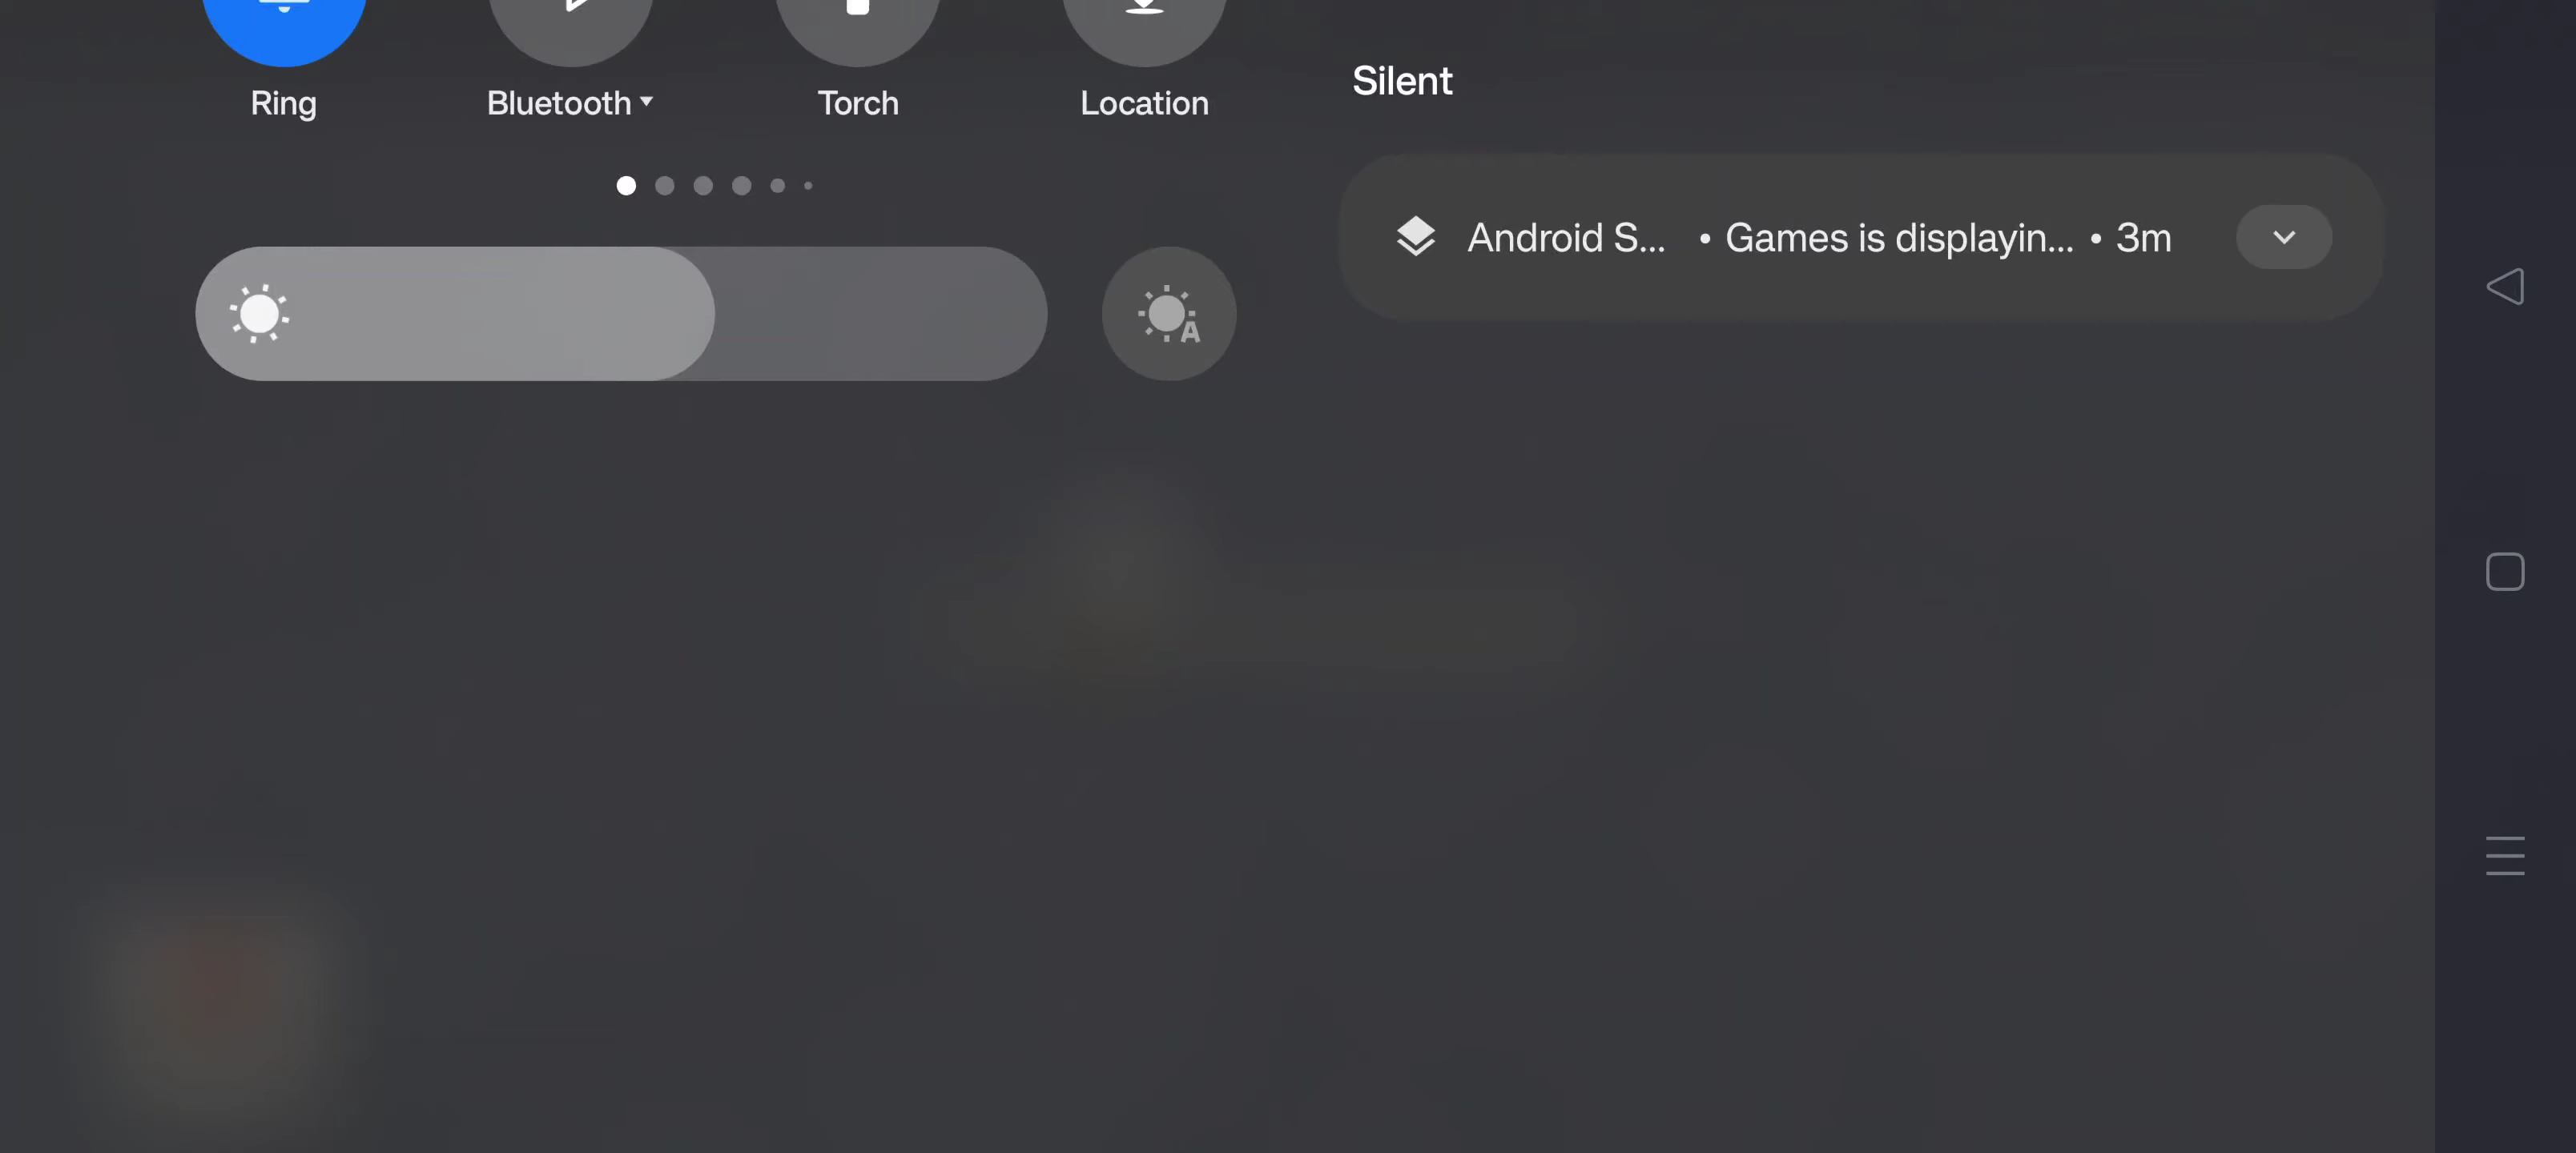 Ring
Bluetooth
Torch
Location
Silent
Android S... • Games is displayin... • 3m
A